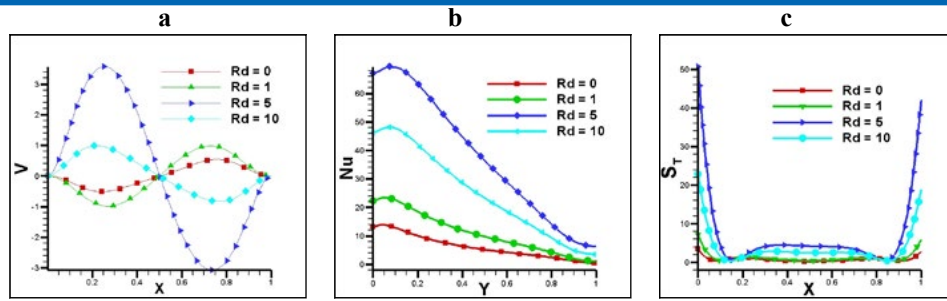 a b c
Rd = 0
Rd = 1
Rd = 5
Rd = 10
V
3
2
1
0
-1
-2
-3
0.2 0.4 0.6 0.8 1
X
Rd = 0
Rd = 1
Rd = 5
Rd = 10
Nu
60
50
40
30
20
10
0
0 0.2 0.4 0.6 0.8 1
Y
Rd = 0
Rd = 1
Rd = 5
Rd = 10
S_T
50
40
30
20
10
0
0 0.2 0.4 0.6 0.8 1
X